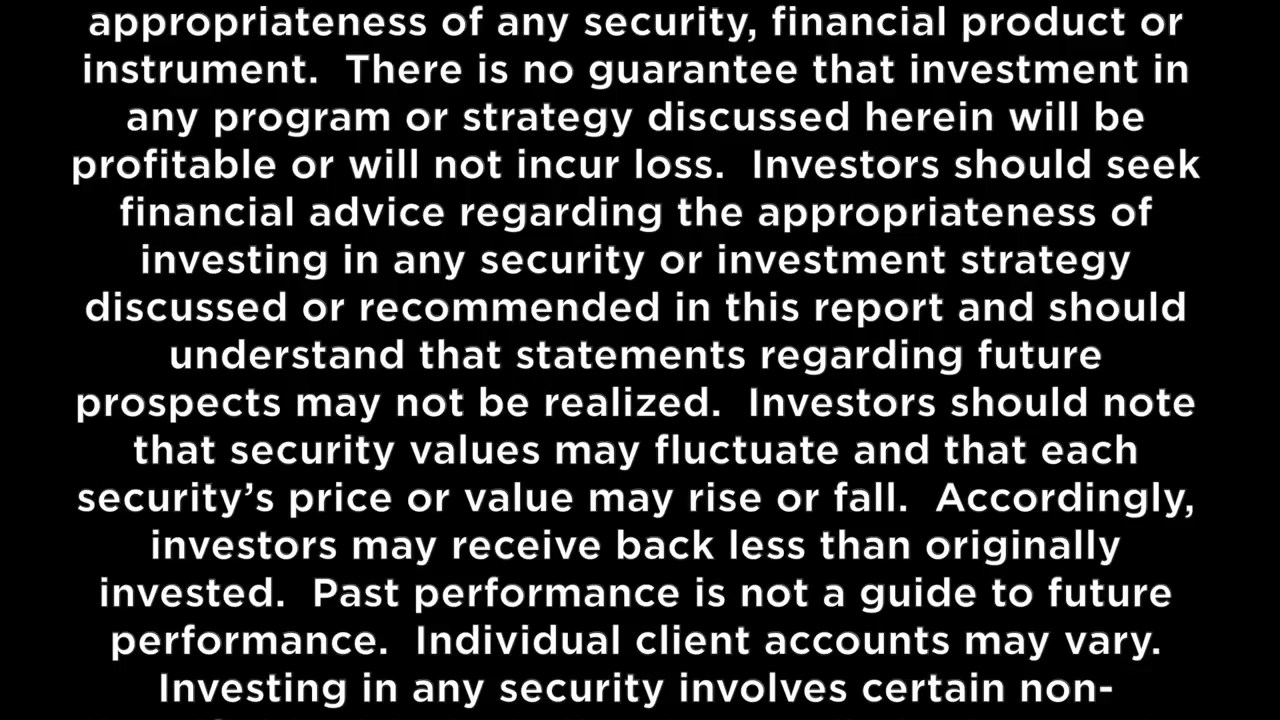 appropriateness of any security, financial product or
instrument.  There is no guarantee that investment in
any program or strategy discussed herein will be
profitable or will not incur loss.  Investors should seek
financial advice regarding the appropriateness of
investing in any security or investment strategy
discussed or recommended in this report and should
understand that statements regarding future
prospects may not be realized.  Investors should note
that security values may fluctuate and that each
security’s price or value may rise or fall.  Accordingly,
investors may receive back less than originally
invested.  Past performance is not a guide to future
performance.  Individual client accounts may vary.
Investing in any security involves certain non-